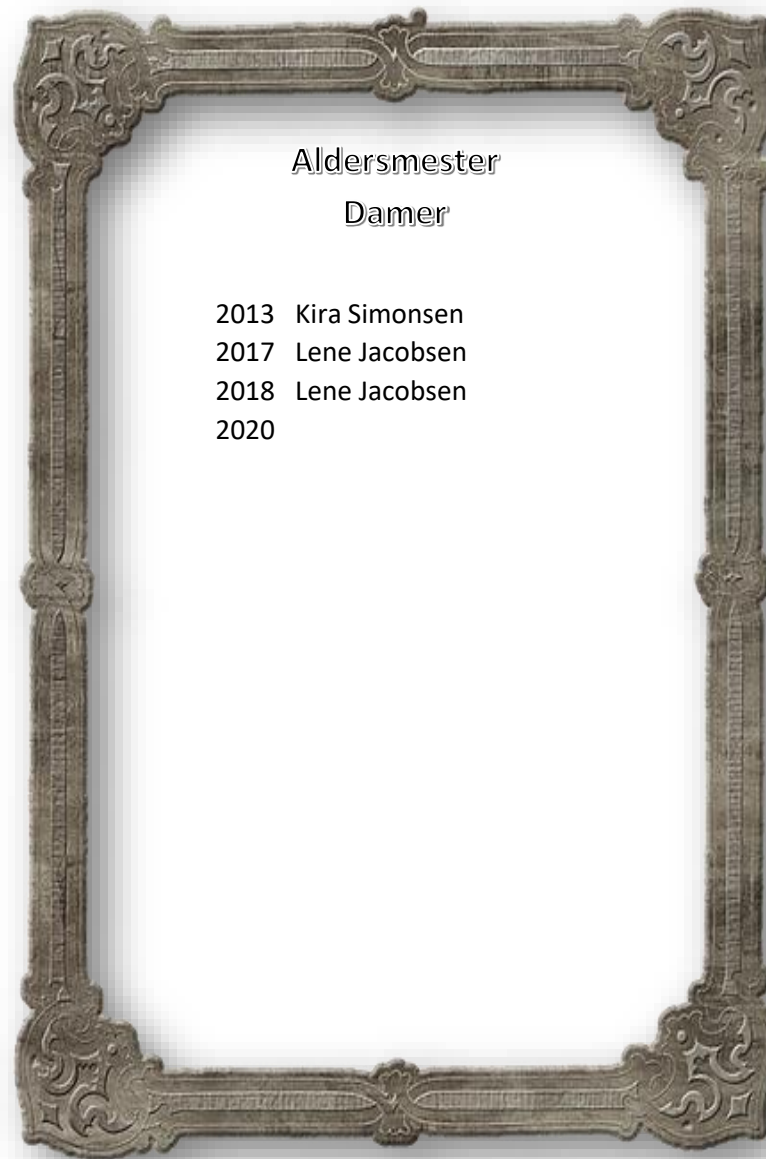 Aldersmester
Damer
2013 Kira Simonsen
2017 Lene Jacobsen
2018 Lene Jacobsen
2020